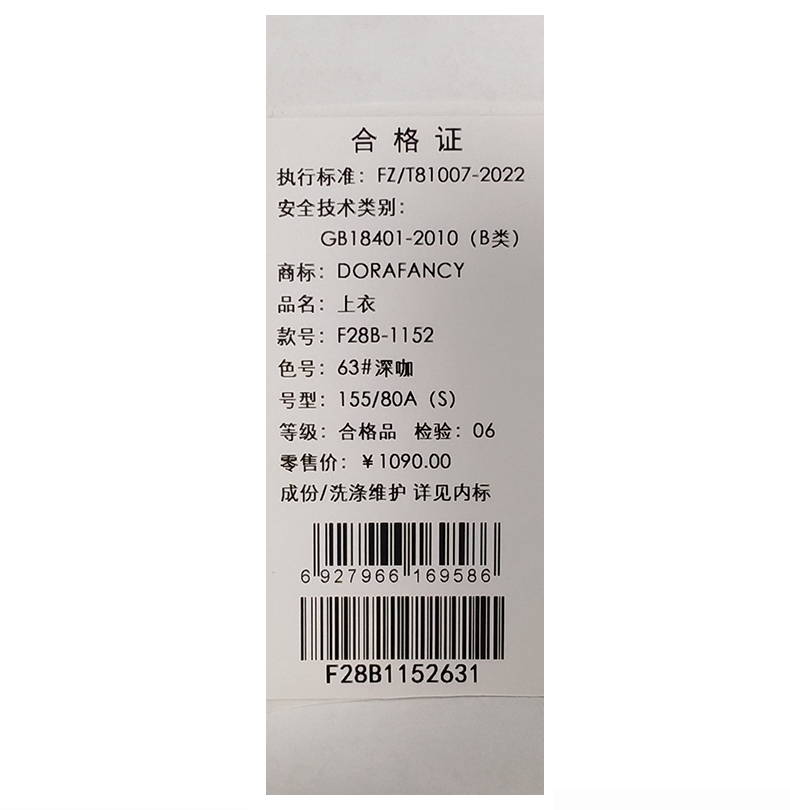 合格证
执行标准：FZ/T81007-2022
安全技术类别：
GB18401-2010（B类）
商标：DORAFANCY
品名：上衣
款号：F28B-1152
色号：63#深咖
号型：155/80A（S）
等级：合格品 检验：06
零售价：￥1090.00
成份/洗涤维护 详见内标
6 927966 169586
F28B1152631